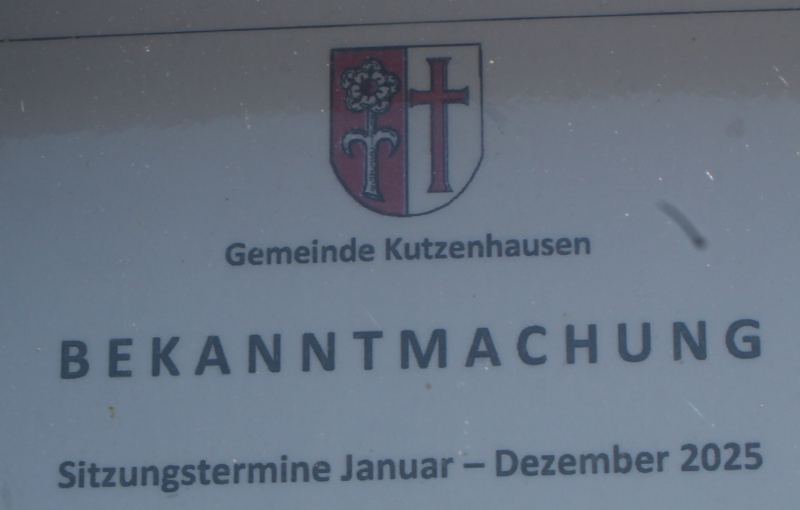 Gemeinde Kutzenhausen
BEKANNTMACHUNG
Sitzungstermine Januar – Dezember 2025